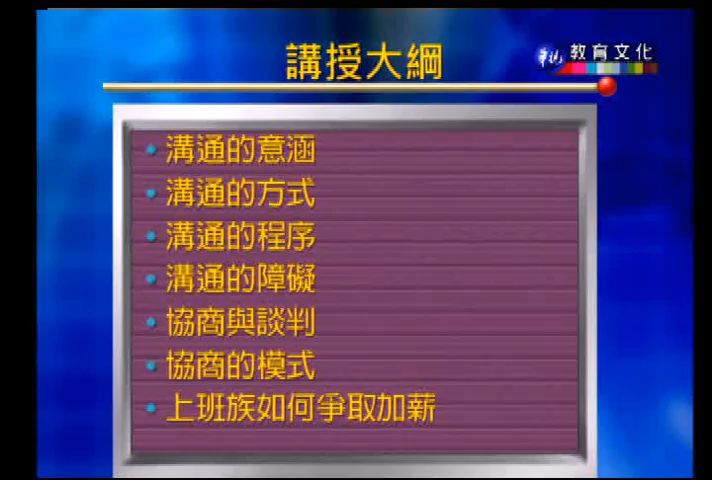 講授大綱
教育文化
溝通的意涵
溝通的方式
溝通的程序
溝通的障礙
協商與談判
協商的模式
上班族如何爭取加薪